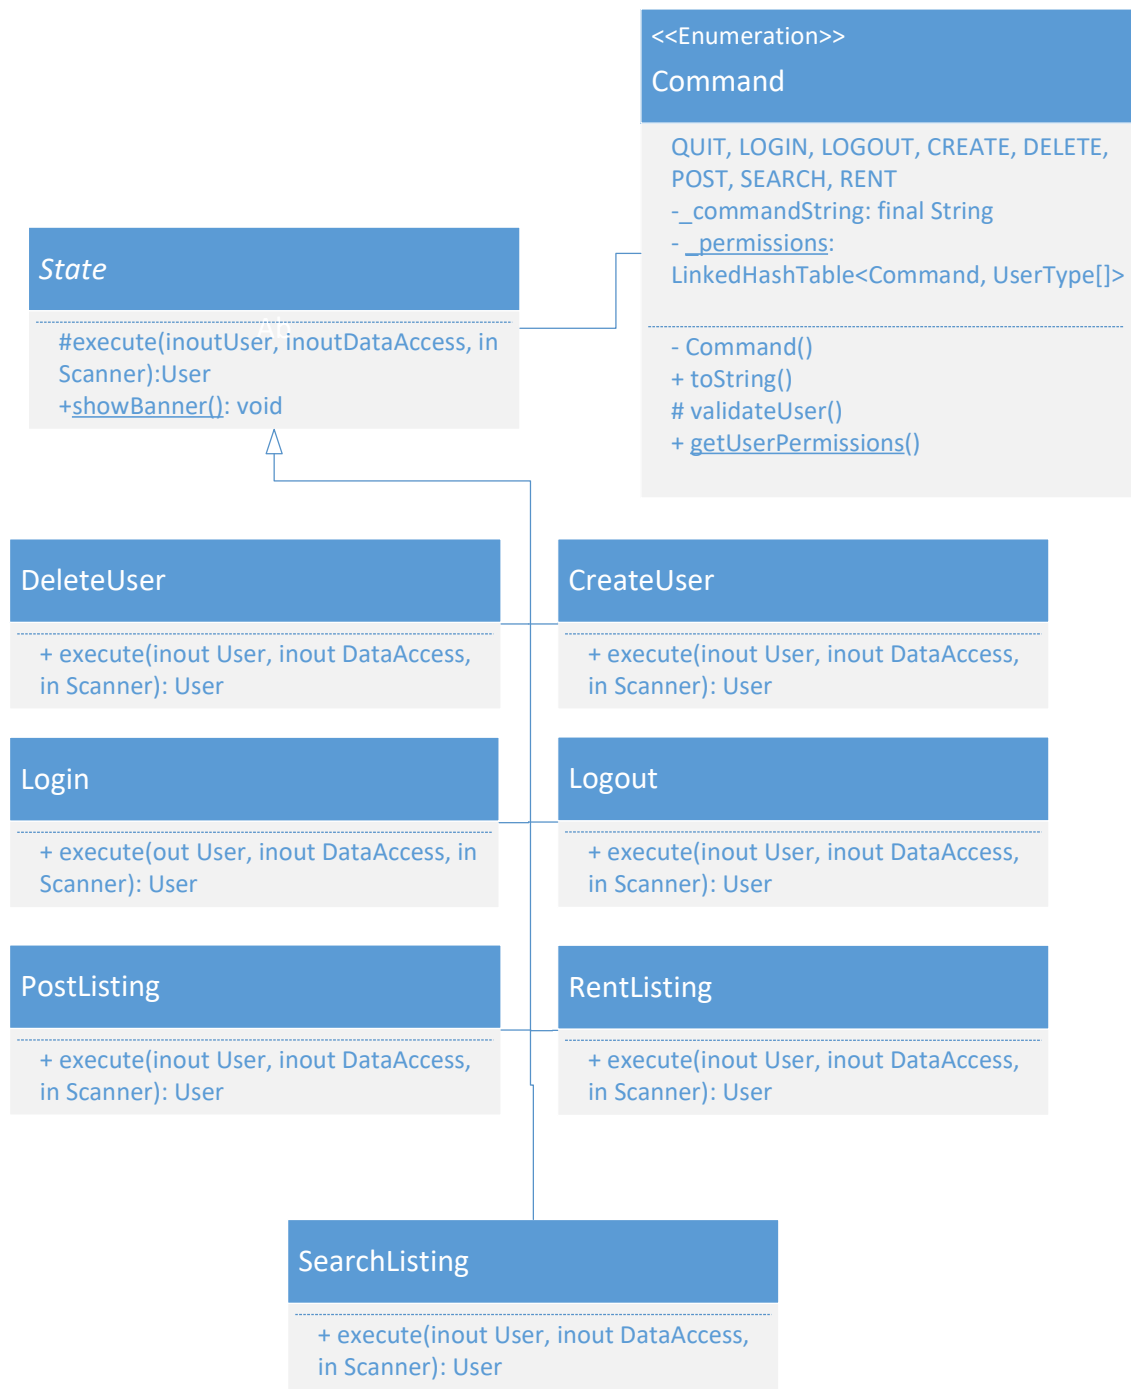 <<Enumeration>>
Command
QUIT, LOGIN, LOGOUT, CREATE, DELETE,
POST, SEARCH, RENT
-_commandString: final String
- _permissions:
LinkedHashTable<Command, UserType[]>
- Command()
+ toString()
# validateUser()
+ getUserPermissions()
State
#execute(inoutUser, inoutDataAccess, in
Scanner):User
+showBanner(): void
DeleteUser
+ execute(inout User, inout DataAccess,
in Scanner): User
CreateUser
+ execute(inout User, inout DataAccess,
in Scanner): User
Login
+ execute(out User, inout DataAccess, in
Scanner): User
Logout
+ execute(inout User, inout DataAccess,
in Scanner): User
PostListing
+ execute(inout User, inout DataAccess,
in Scanner): User
RentListing
+ execute(inout User, inout DataAccess,
in Scanner): User
SearchListing
+ execute(inout User, inout DataAccess,
in Scanner): User